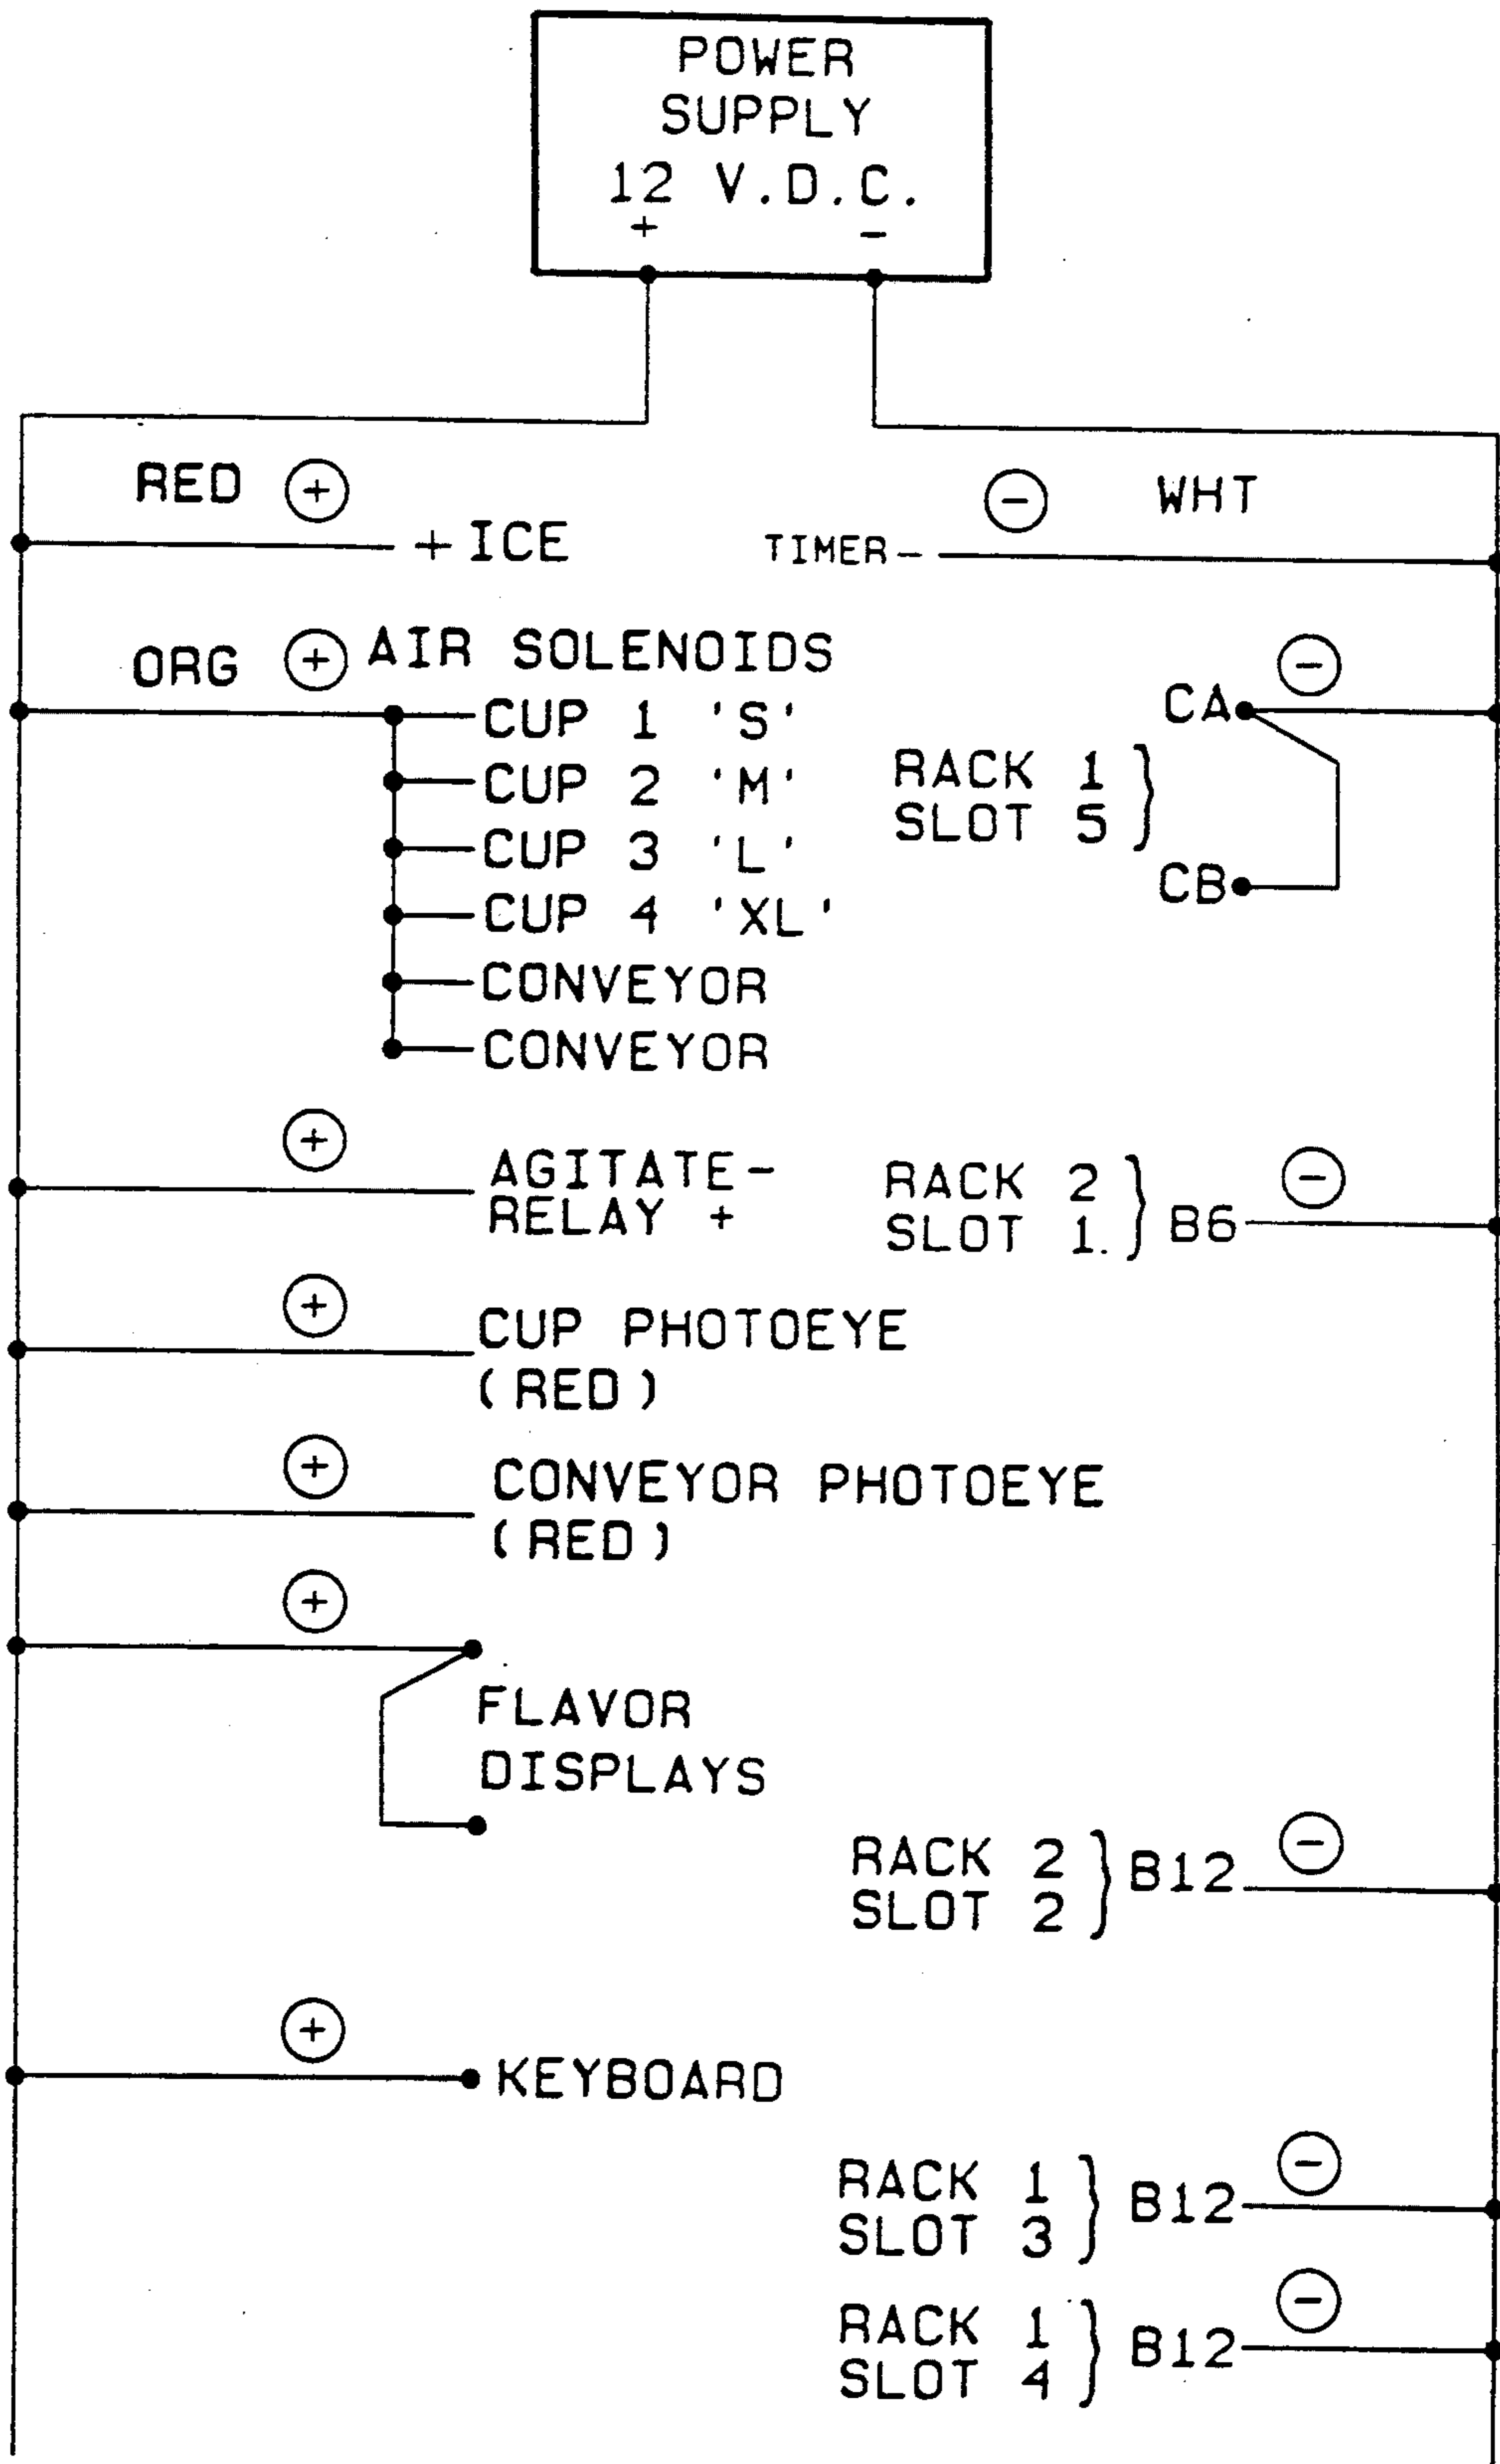 POWER
SUPPLY
12 V.D.C.
+ -
RED + - WHT
+ ICE TIMER -
ORG + AIR SOLENOIDS -
CUP 1 'S' CA
CUP 2 'M' RACK 1
CUP 3 'L' SLOT 5
CUP 4 'XL' CB
CONVEYOR
CONVEYOR
+ -
AGITATE- RACK 2
RELAY + SLOT 1. B6
+
CUP PHOTOEYE
(RED)
+
CONVEYOR PHOTOEYE
(RED)
+
FLAVOR
DISPLAYS
-
RACK 2 B12
SLOT 2
+
KEYBOARD
-
RACK 1 B12
SLOT 3
-
RACK 1 B12
SLOT 4